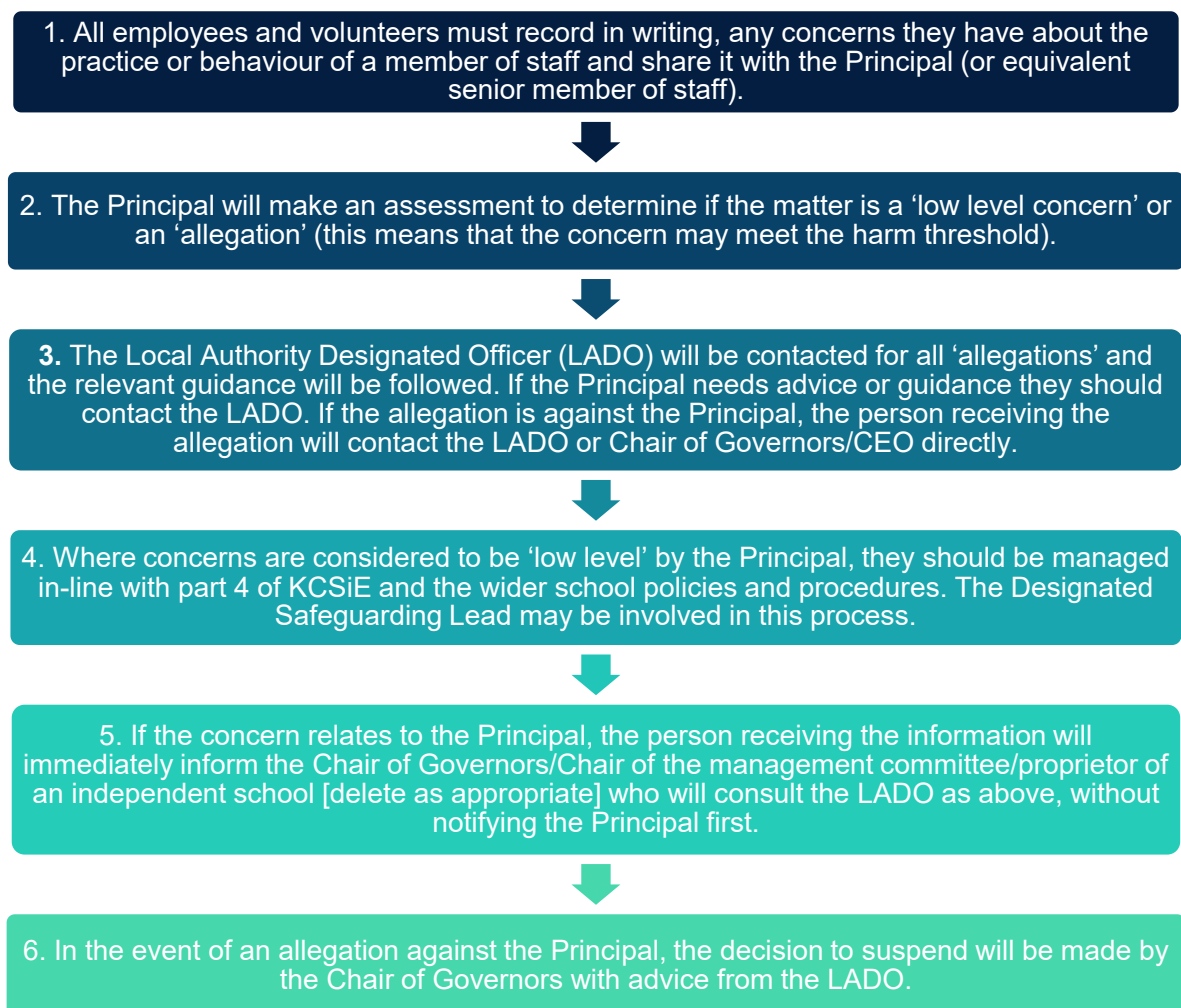 1. All employees and volunteers must record in writing, any concerns they have about the
practice or behaviour of a member of staff and share it with the Principal (or equivalent
senior member of staff).
2. The Principal will make an assessment to determine if the matter is a ‘low level concern’ or
an ‘allegation’ (this means that the concern may meet the harm threshold).
3. The Local Authority Designated Officer (LADO) will be contacted for all ‘allegations’ and
the relevant guidance will be followed. If the Principal needs advice or guidance they should
contact the LADO. If the allegation is against the Principal, the person receiving the
allegation will contact the LADO or Chair of Governors/CEO directly.
4. Where concerns are considered to be ‘low level’ by the Principal, they should be managed
in-line with part 4 of KCSiE and the wider school policies and procedures. The Designated
Safeguarding Lead may be involved in this process.
5. If the concern relates to the Principal, the person receiving the information will
immediately inform the Chair of Governors/Chair of the management committee/proprietor of
an independent school [delete as appropriate] who will consult the LADO as above, without
notifying the Principal first.
6. In the event of an allegation against the Principal, the decision to suspend will be made by
the Chair of Governors with advice from the LADO.